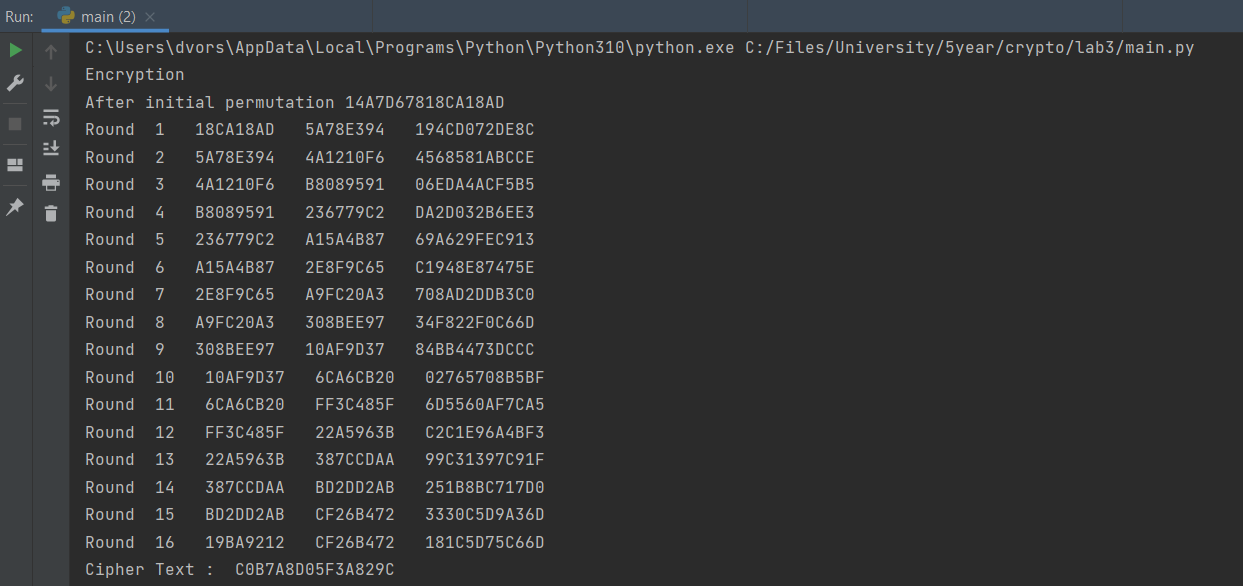 Run: main (2)
C:\Users\dvors\AppData\Local\Programs\Python\Python310\python.exe C:/Files/University/5year/crypto/lab3/main.py
Encryption
After initial permutation 14A7D67818CA18AD
Round  1   18CA18AD   5A78E394   194CD072DE8C
Round  2   5A78E394   4A1210F6   4568581ABCCE
Round  3   4A1210F6   B8089591   06EDA4ACF5B5
Round  4   B8089591   236779C2   DA2D032B6EE3
Round  5   236779C2   A15A4B87   69A629FEC913
Round  6   A15A4B87   2E8F9C65   C1948E87475E
Round  7   2E8F9C65   A9FC20A3   708AD2DDB3C0
Round  8   A9FC20A3   308BEE97   34F822F0C66D
Round  9   308BEE97   10AF9D37   84BB4473DCCC
Round  10   10AF9D37   6CA6CB20   02765708B5BF
Round  11   6CA6CB20   FF3C485F   6D5560AF7CA5
Round  12   FF3C485F   22A5963B   C2C1E96A4BF3
Round  13   22A5963B   387CCDAA   99C31397C91F
Round  14   387CCDAA   BD2DD2AB   251B8BC717D0
Round  15   BD2DD2AB   CF26B472   3330C5D9A36D
Round  16   19BA9212   CF26B472   181C5D75C66D
Cipher Text :  C0B7A8D05F3A829C